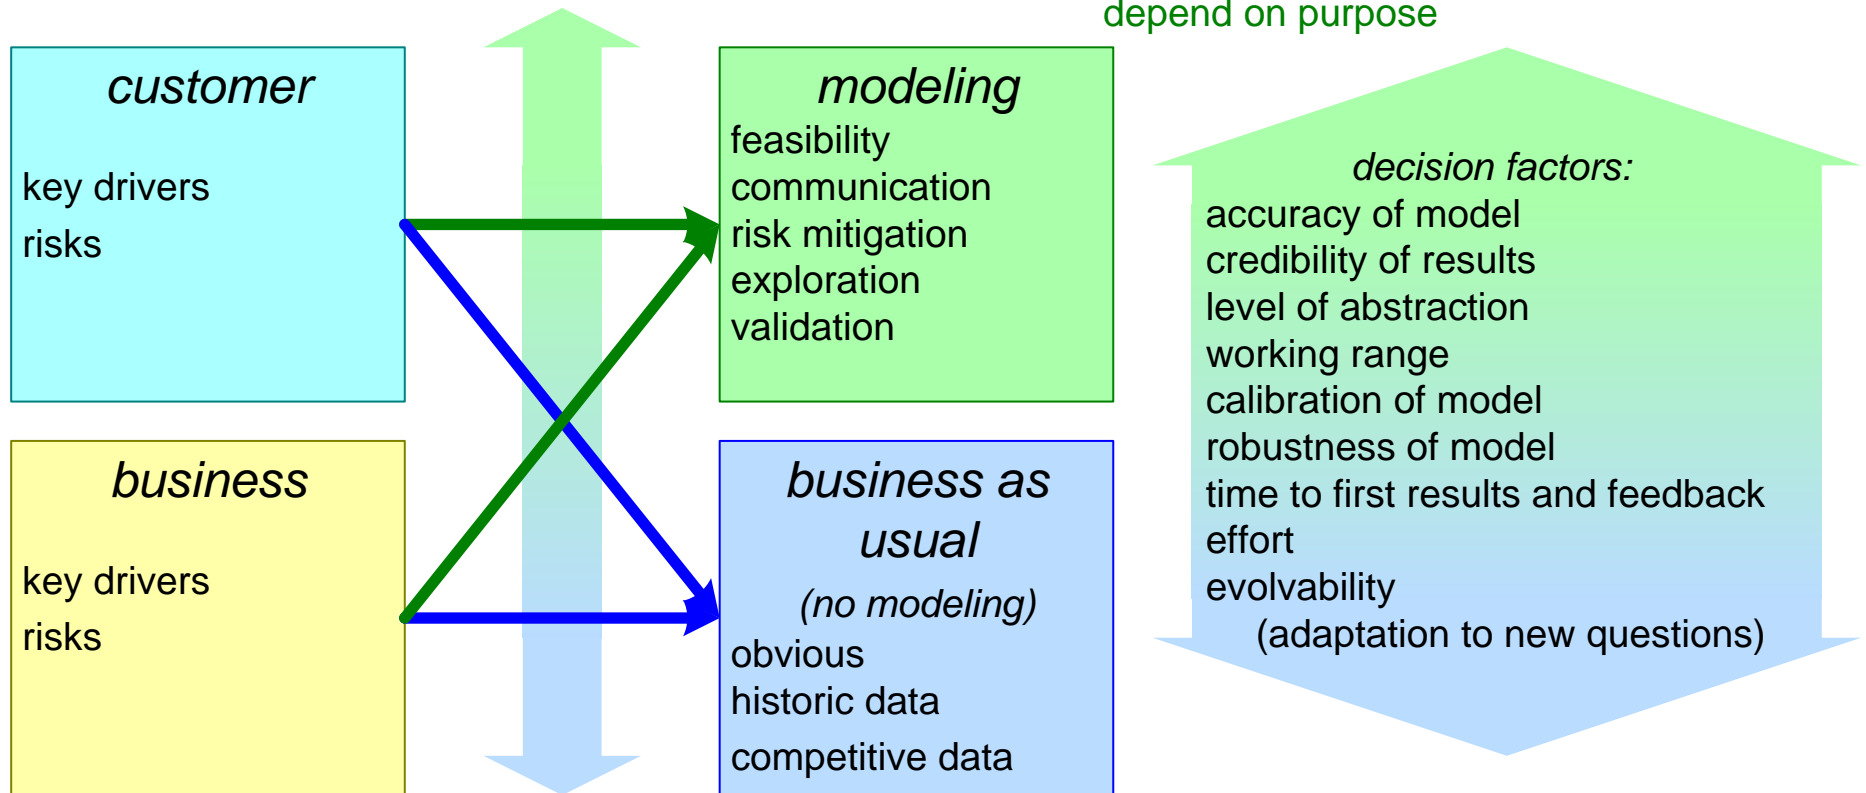 depend on purpose
customer
key drivers
risks
modeling
feasibility
communication
risk mitigation
exploration
validation
business
key drivers
risks
business as
usual
(no modeling)
obvious
historic data
competitive data
decision factors:
accuracy of model
credibility of results
level of abstraction
working range
calibration of model
robustness of model
time to first results and feedback
effort
evolvability
(adaptation to new questions)